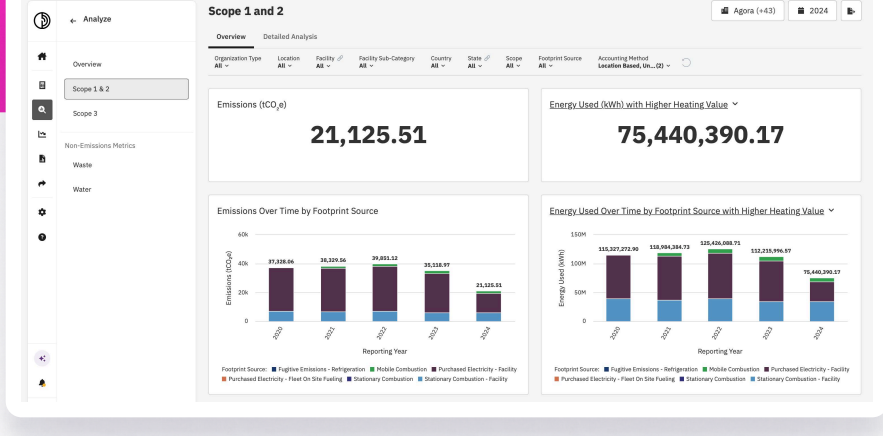 Analyze
Overview
Scope 1 & 2
Scope 3
Non-Emissions Metrics
Waste
Water
Scope 1 and 2
Agora (+43)
2024
Overview
Detailed Analysis
Organization Type
All
Location
All
Facility
All
Facility Sub-Category
All
Country
All
State
All
Scope
All
Footprint Source
All
Accounting Method
Location Based, Un... (2)
Emissions (tCO₂e)
21,125.51
Energy Used (kWh) with Higher Heating Value
75,440,390.17
Emissions Over Time by Footprint Source
Emissions (tCO₂e)
60k
40k
20k
0
37,328.06
38,329.56
39,851.12
35,118.97
21,125.51
2020
2021
2022
2023
2024
Reporting Year
Footprint Source: Fugitive Emissions - Refrigeration Mobile Combustion Purchased Electricity - Facility
Purchased Electricity - Fleet On Site Fueling Stationary Combustion Stationary Combustion - Facility
Energy Used Over Time by Footprint Source with Higher Heating Value
Energy Used (kWh)
150M
100M
50M
0
115,327,272.90
118,984,384.73
125,426,088.71
112,215,996.57
75,440,390.17
2020
2021
2022
2023
2024
Reporting Year
Footprint Source: Fugitive Emissions - Refrigeration Mobile Combustion Purchased Electricity - Facility
Purchased Electricity - Fleet On Site Fueling Stationary Combustion Stationary Combustion - Facility